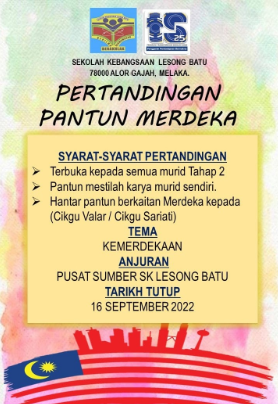 SEKOLAH KEBANGSAAN LESONG BATU
78000 ALOR GAJAH, MELAKA.
PERTANDINGAN
PANTUN MERDEKA
SYARAT-SYARAT PERTANDINGAN
➤ Terbuka kepada semua murid Tahap 2
➤ Pantun mestilah karya murid sendiri.
➤ Hantar pantun berkaitan Merdeka kepada
(Cikgu Valar / Cikgu Sariati)
TEMA
KEMERDEKAAN
ANJURAN
PUSAT SUMBER SK LESONG BATU
TARIKH TUTUP
16 SEPTEMBER 2022